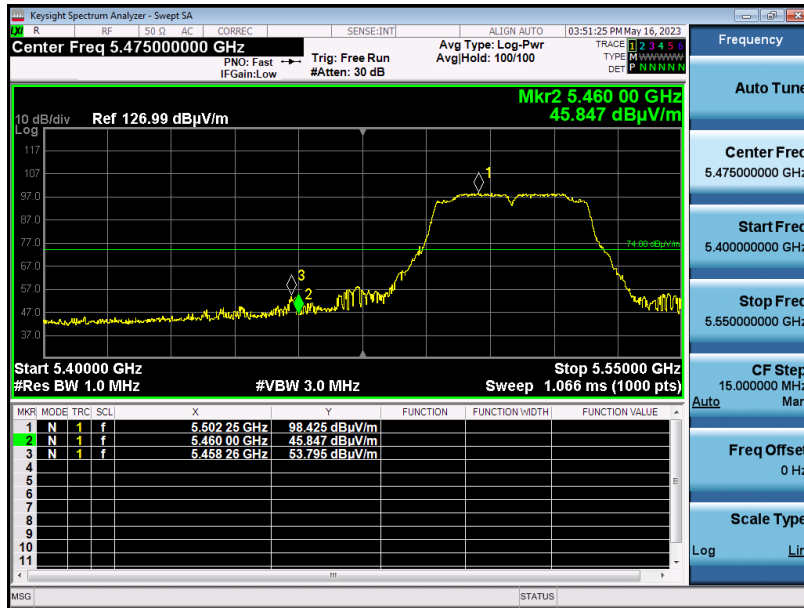 Keysight Spectrum Analyzer - Swept SA
LXI R RF 50 Ω AC CORREC SENSE:INT ALIGN AUTO 03:51:25 PM May 16, 2023
Center Freq 5.475000000 GHz
PNO: Fast
IFGain:Low
Trig: Free Run
#Atten: 30 dB
Avg Type: Log-Pwr
Avg|Hold: 100/100
TRACE 1 2 3 4 5 6
TYPE M W W W W W
DET P N N N N N
Mkr2 5.460 00 GHz
45.847 dBµV/m
10 dB/div
Log
Ref 126.99 dBµV/m
117
107
97.0
87.0
77.0
67.0
57.0
47.0
37.0
1
3
2
74.00 dBµV/m
Start 5.40000 GHz
#Res BW 1.0 MHz
#VBW 3.0 MHz
Stop 5.55000 GHz
Sweep 1.066 ms (1000 pts)
MKR MODE TRC SCL X Y FUNCTION FUNCTION WIDTH FUNCTION VALUE
1 N 1 f 5.502 25 GHz 98.425 dBµV/m
2 N 1 f 5.460 00 GHz 45.847 dBµV/m
3 N 1 f 5.458 26 GHz 53.795 dBµV/m
4
5
6
7
8
9
10
11
MSG
STATUS
Frequency
Auto Tune
Center Freq
5.475000000 GHz
Start Freq
5.400000000 GHz
Stop Freq
5.550000000 GHz
CF Step
15.000000 MHz
Auto Man
Freq Offset
0 Hz
Scale Type
Log Lin